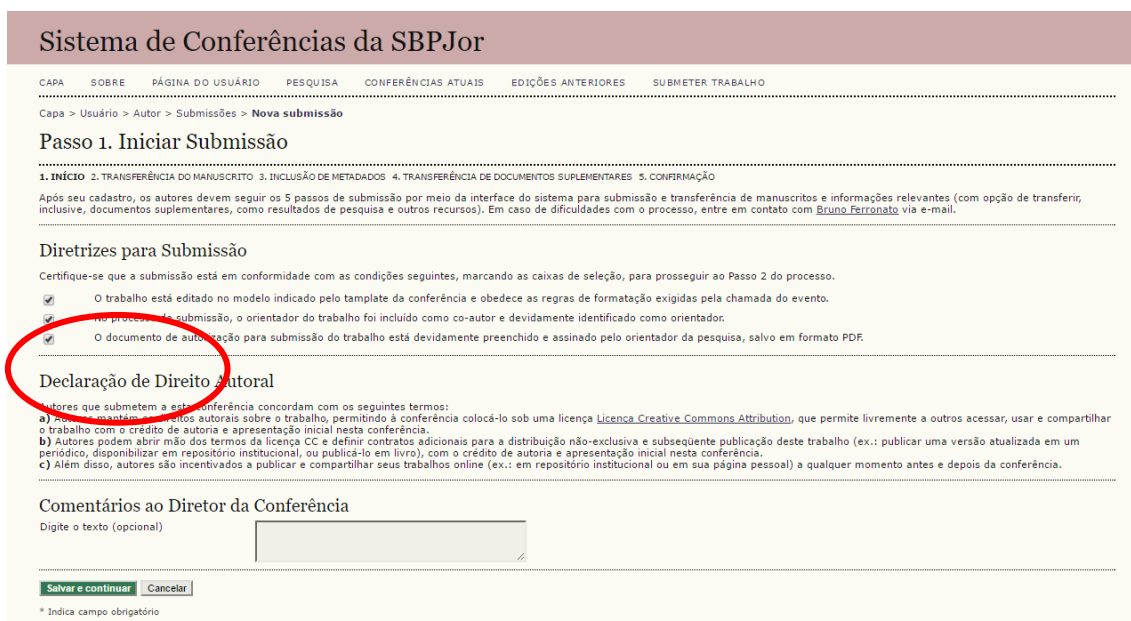 Sistema de Conferências da SBPJor
CAPA SOBRE PÁGINA DO USUÁRIO PESQUISA CONFERÊNCIAS ATUAIS EDIÇÕES ANTERIORES SUBMETER TRABALHO
Capa > Usuário > Autor > Submissões > Nova submissão
Passo 1. Iniciar Submissão
1. INÍCIO 2. TRANSFERÊNCIA DO MANUSCRITO 3. INCLUSÃO DE METADADOS 4. TRANSFERÊNCIA DE DOCUMENTOS SUPLEMENTARES 5. CONFIRMAÇÃO
Após seu cadastro, os autores devem seguir os 5 passos de submissão por meio da interface do sistema para submissão e transferência de manuscritos e informações relevantes (com opção de transferir,
inclusive, documentos suplementares, como resultados de pesquisa e outros recursos). Em caso de dificuldades com o processo, entre em contato com Bruno Ferronato via e-mail.
Diretrizes para Submissão
Certifique-se que a submissão está em conformidade com as condições seguintes, marcando as caixas de seleção, para prosseguir ao Passo 2 do processo.
O trabalho está editado no modelo indicado pelo tamplate da conferência e obedece as regras de formatação exigidas pela chamada do evento.
No processo de submissão, o orientador do trabalho foi incluído como co-autor e devidamente identificado como orientador.
O documento de autorização para submissão do trabalho está devidamente preenchido e assinado pelo orientador da pesquisa, salvo em formato PDF.
Declaração de Direito Autoral
Autores que submetem a esta conferência concordam com os seguintes termos:
a) Autores mantém os direitos autorais sobre o trabalho, permitindo à conferência colocá-lo sob uma licença Licença Creative Commons Attribution, que permite livremente a outros acessar, usar e compartilhar
o trabalho com o crédito de autoria e apresentação inicial nesta conferência.
b) Autores podem abrir mão dos termos da licença CC e definir contratos adicionais para a distribuição não-exclusiva e subseqüente publicação deste trabalho (ex.: publicar uma versão atualizada em um
periódico, disponibilizar em repositório institucional, ou publicá-lo em livro), com o crédito de autoria e apresentação inicial nesta conferência.
c) Além disso, autores são incentivados a publicar e compartilhar seus trabalhos online (ex.: em repositório institucional ou em sua página pessoal) a qualquer momento antes e depois da conferência.
Comentários ao Diretor da Conferência
Digite o texto (opcional)
Salvar e continuar Cancelar
* Indica campo obrigatório